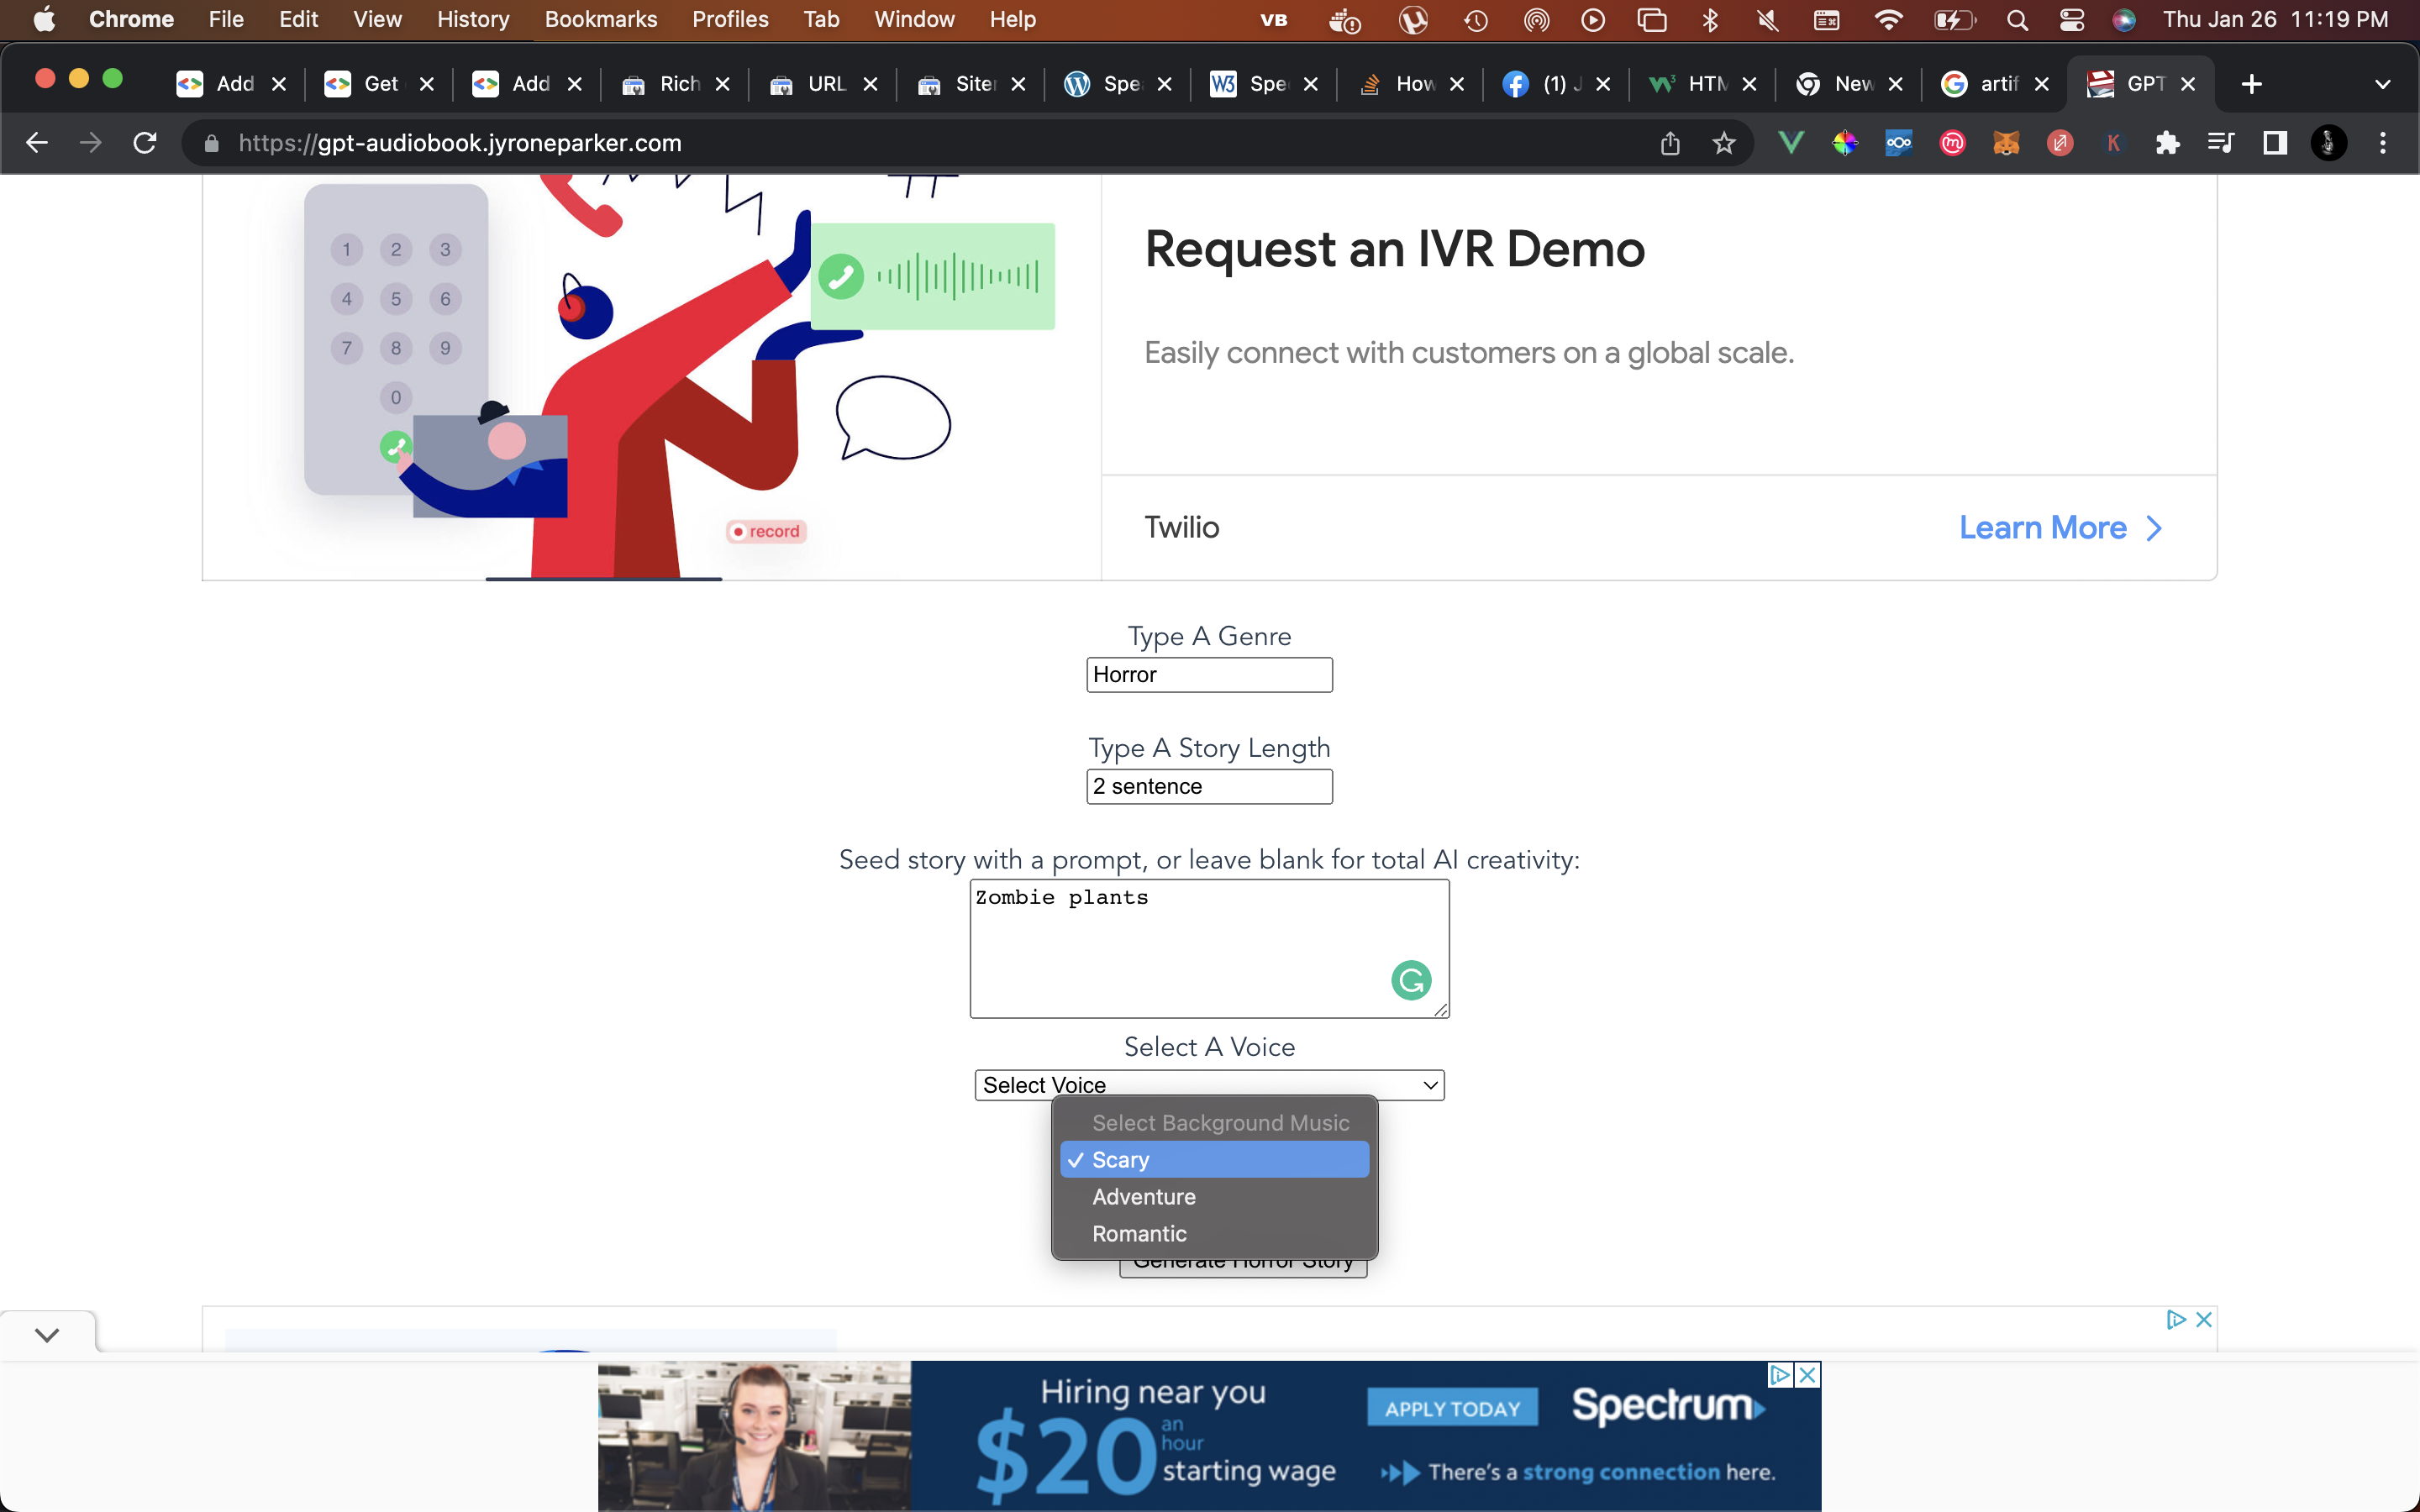 Chrome File Edit View History Bookmarks Profiles Tab Window Help VB Thu Jan 26 11:19 PM
Add Get Add Rich URL Siter Spea W3 Spe How (1) J HTM New artif GPT
https://gpt-audiobook.jyroneparker.com
1 2 3
4 5 6
7 8 9
0
record
Request an IVR Demo
Easily connect with customers on a global scale.
Twilio Learn More
Type A Genre
Horror
Type A Story Length
2 sentence
Seed story with a prompt, or leave blank for total AI creativity:
Zombie plants
Select A Voice
Select Voice
Select Background Music
✓ Scary
Adventure
Romantic
Generate Horror Story
Hiring near you
$20 an hour starting wage
APPLY TODAY
Spectrum
There's a strong connection here.